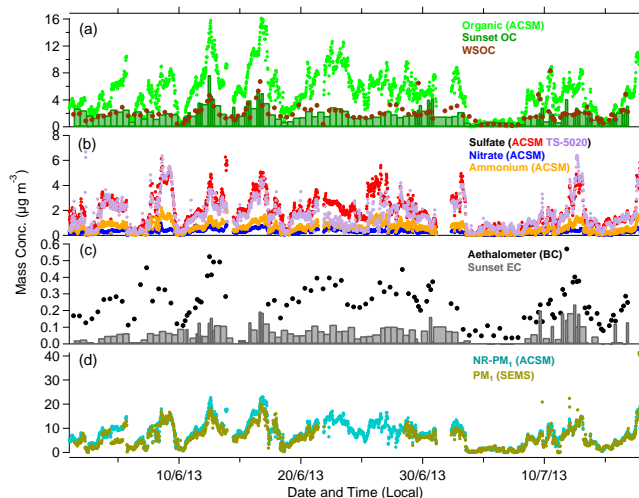 16
12
8
4
0
(a)
Organic (ACSM)
Sunset OC
WSOC
6
4
2
0
(b)
Sulfate (ACSM TS-5020)
Nitrate (ACSM)
Ammonium (ACSM)
0.6
0.5
0.4
0.3
0.2
0.1
0.0
(c)
Aethalometer (BC)
Sunset EC
40
30
20
10
0
(d)
NR-PM1 (ACSM)
PM1 (SEMS)
Mass Conc. (µg m-3)
10/6/13 20/6/13 30/6/13 10/7/13
Date and Time (Local)